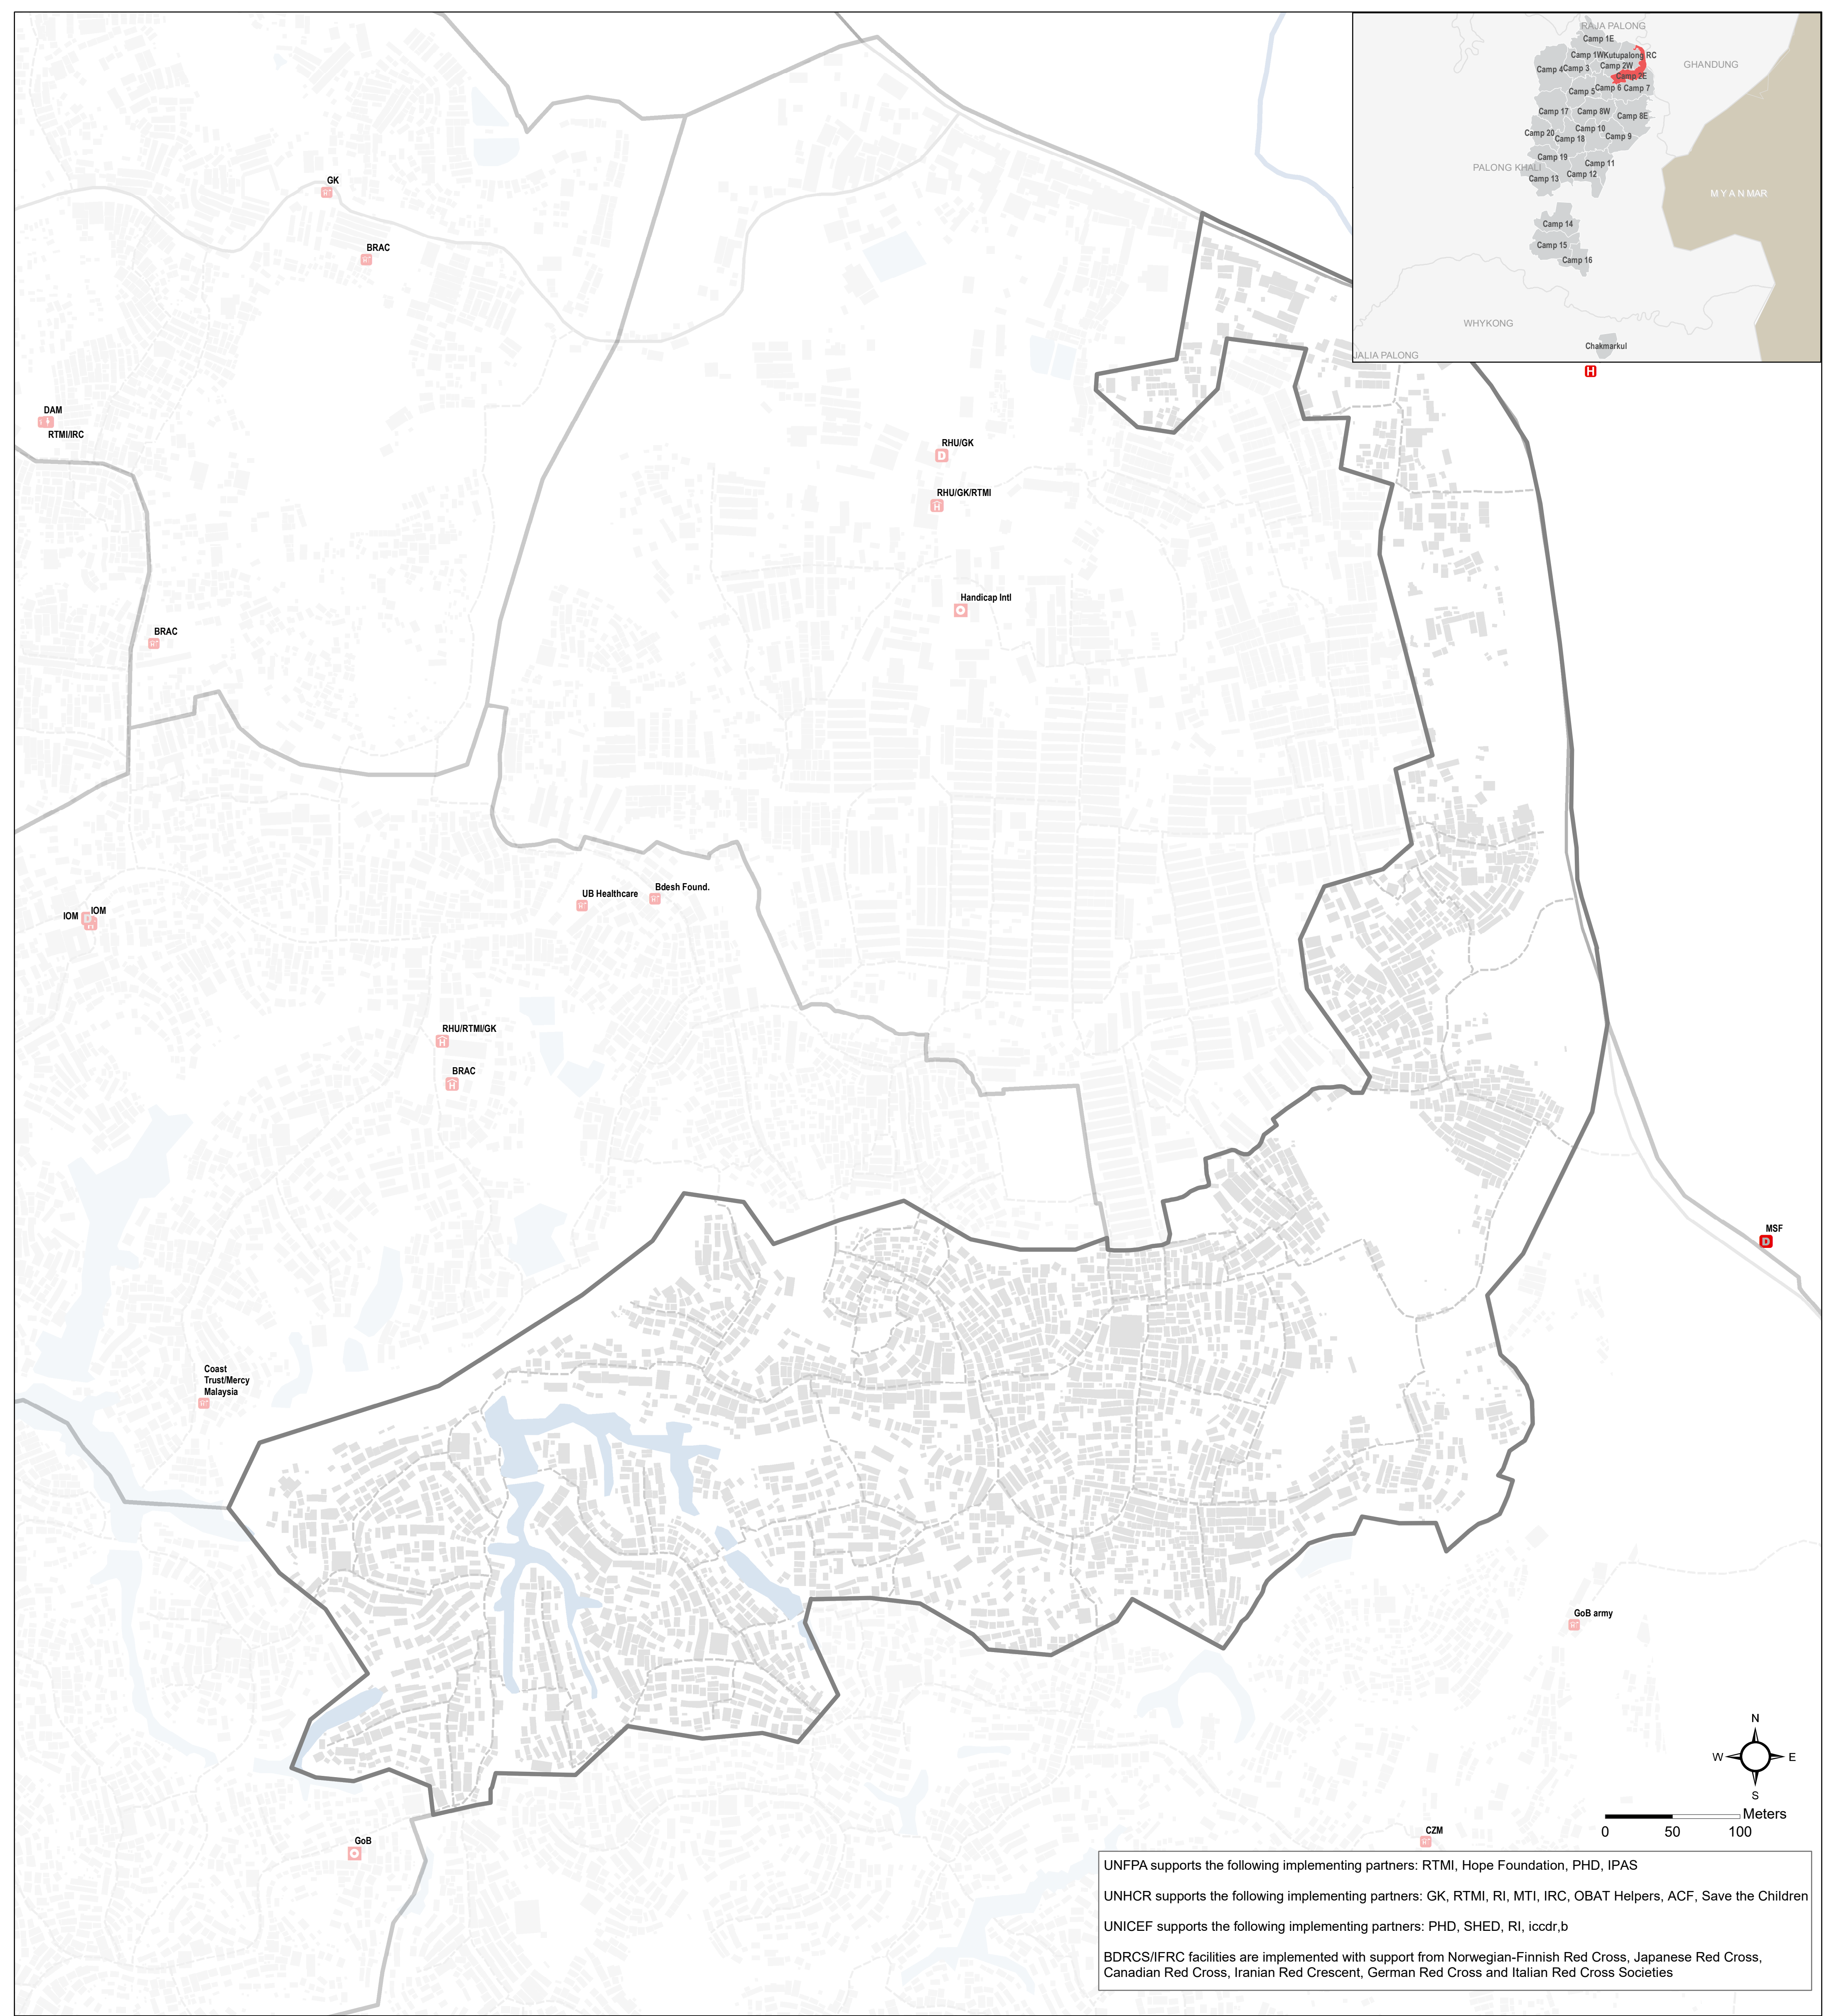 RAJA PALONG
Camp 1E
Camp 1W
Kutupalong RC
GHANDUNG
Camp 4
Camp 3
Camp 2W
Camp 2E
Camp 5
Camp 6
Camp 7
Camp 17
Camp 8W
Camp 8E
Camp 20
Camp 10
Camp 18
Camp 9
Camp 19
Camp 11
PALONG KHALI
Camp 12
Camp 13
MYANMAR
Camp 14
Camp 15
Camp 16
WHYKONG
Chakmarkul
JALIA PALONG
H
GK
BRAC
DAM
RTMI/IRC
RHU/GK
D
RHU/GK/RTMI
H
Handicap Intl
BRAC
UB Healthcare
Bdesh Found.
IOM
IOM
D
RHU/RTMI/GK
H
BRAC
H
MSF
D
Coast
Trust/Mercy
Malaysia
GoB army
GoB
CZM
N
W
E
S
Meters
0 50 100
UNFPA supports the following implementing partners: RTMI, Hope Foundation, PHD, IPAS
UNHCR supports the following implementing partners: GK, RTMI, RI, MTI, IRC, OBAT Helpers, ACF, Save the Children
UNICEF supports the following implementing partners: PHD, SHED, RI, iccdr,b
BDRCS/IFRC facilities are implemented with support from Norwegian-Finnish Red Cross, Japanese Red Cross,
Canadian Red Cross, Iranian Red Crescent, German Red Cross and Italian Red Cross Societies